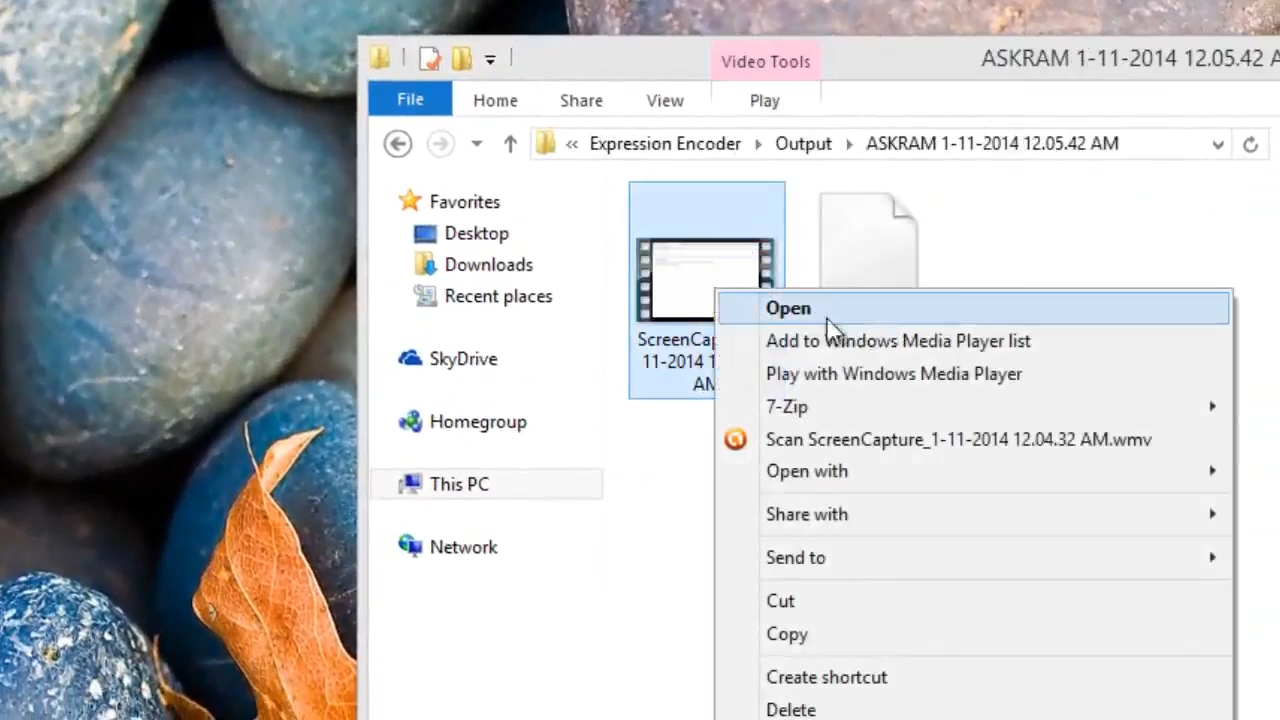 Video Tools
ASKRAM 1-11-2014 12.05.42 A
File
Home
Share
View
Play
« Expression Encoder
Output
ASKRAM 1-11-2014 12.05.42 AM
Favorites
Desktop
Downloads
Recent places
SkyDrive
Homegroup
This PC
Network
ScreenCap
11-2014 1
AM
Open
Add to Windows Media Player list
Play with Windows Media Player
7-Zip
Scan ScreenCapture_1-11-2014 12.04.32 AM.wmv
Open with
Share with
Send to
Cut
Copy
Create shortcut
Delete